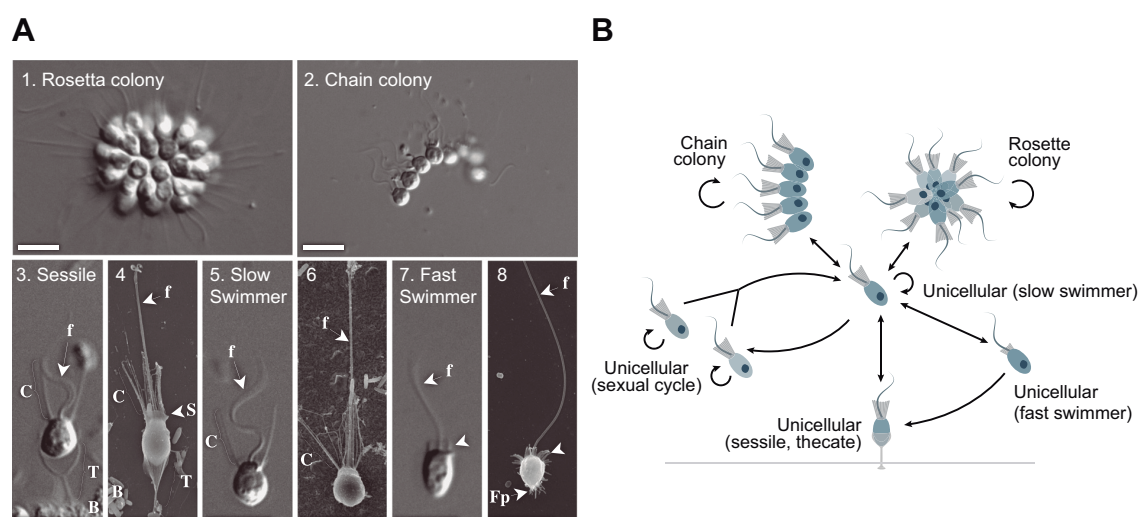 A
B
1. Rosetta colony
2. Chain colony
3. Sessile
f
C
T
B
4
f
C
S
T
B
5. Slow
Swimmer
f
C
6
f
C
7. Fast
Swimmer
f
8
f
Fp
Chain
colony
Rosette
colony
Unicellular (slow swimmer)
Unicellular
(sexual cycle)
Unicellular
(fast swimmer)
Unicellular
(sessile, thecate)